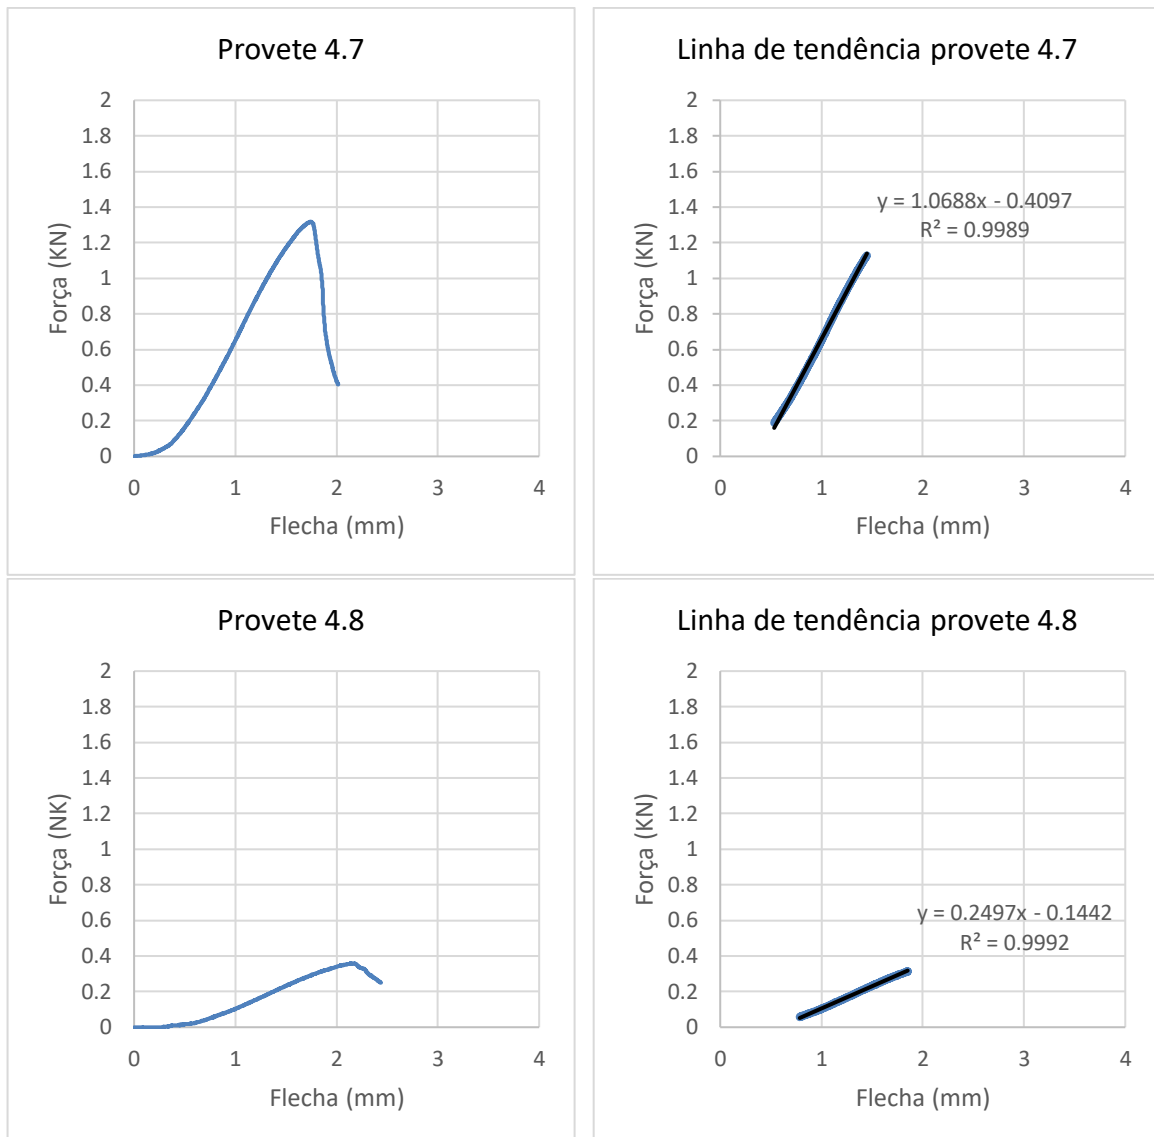 Provete 4.7
2
1.8
1.6
1.4
1.2
1
0.8
0.6
0.4
0.2
0
0 1 2 3 4
Força (KN)
Flecha (mm)
Linha de tendência provete 4.7
2
1.8
1.6
1.4
1.2
1
0.8
0.6
0.4
0.2
0
0 1 2 3 4
Força (KN)
Flecha (mm)
y = 1.0688x - 0.4097
R² = 0.9989
Provete 4.8
2
1.8
1.6
1.4
1.2
1
0.8
0.6
0.4
0.2
0
0 1 2 3 4
Força (NK)
Flecha (mm)
Linha de tendência provete 4.8
2
1.8
1.6
1.4
1.2
1
0.8
0.6
0.4
0.2
0
0 1 2 3 4
Força (KN)
Flecha (mm)
y = 0.2497x - 0.1442
R² = 0.9992